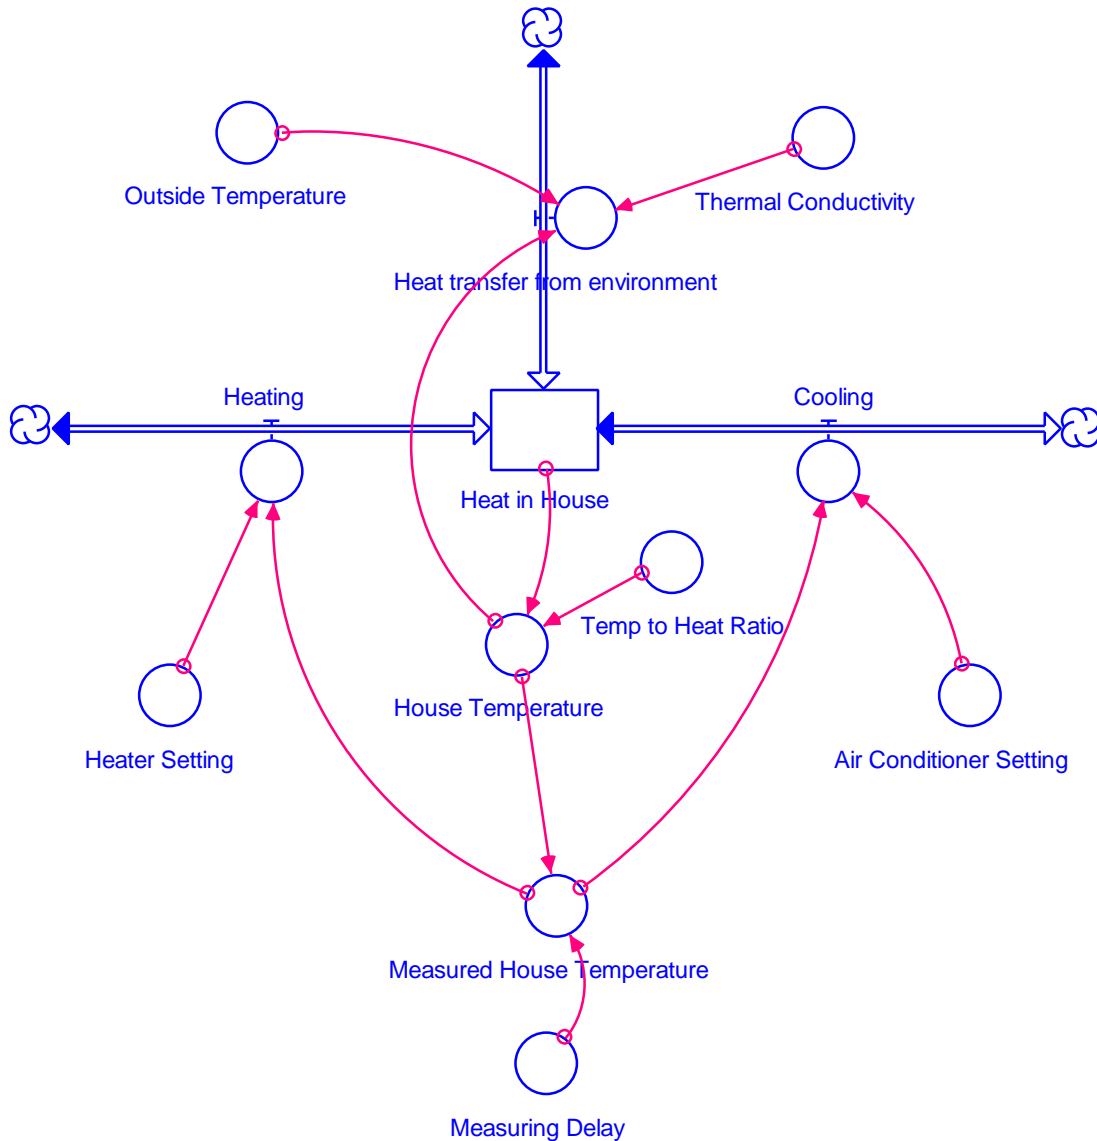 Outside Temperature
Thermal Conductivity
Heat transfer from environment
Heating
Cooling
Heat in House
Temp to Heat Ratio
House Temperature
Heater Setting
Air Conditioner Setting
Measured House Temperature
Measuring Delay